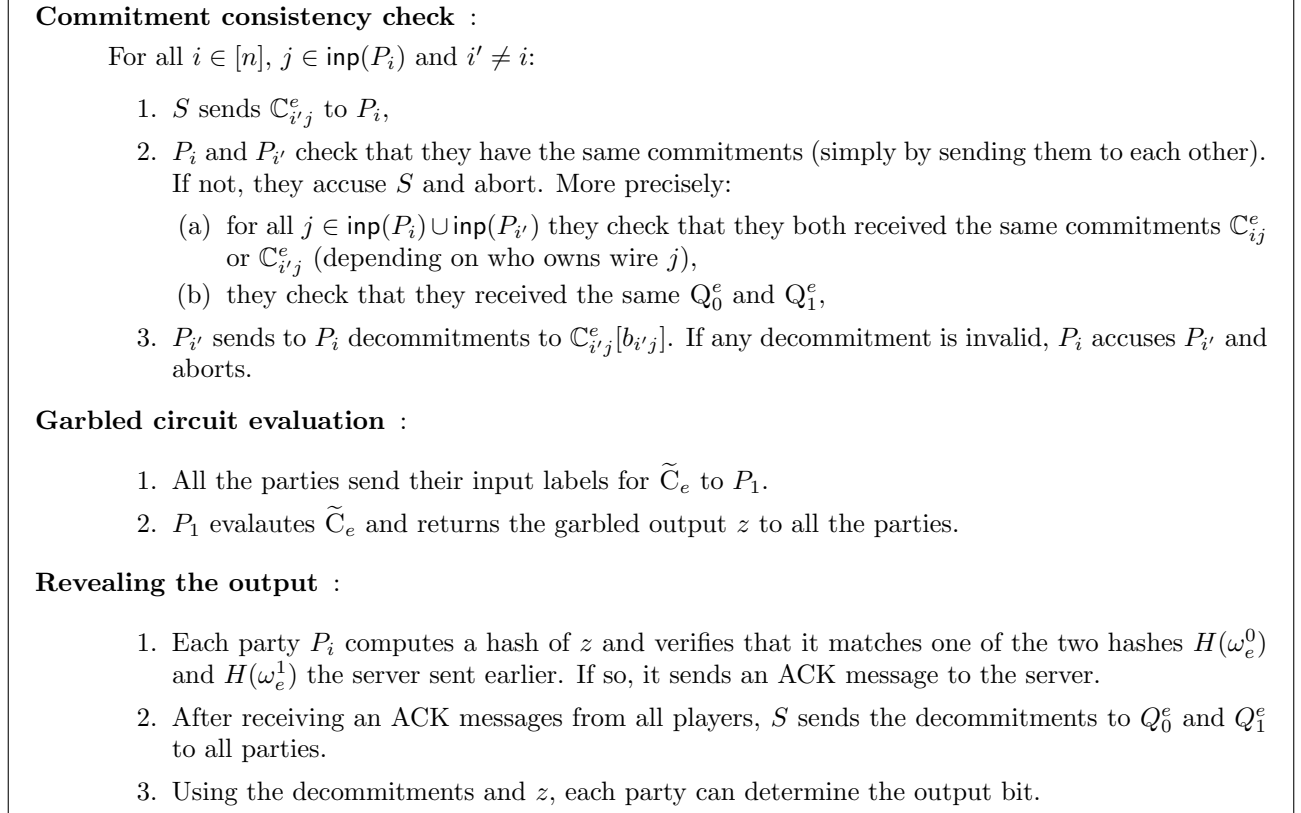 Commitment consistency check :
For all i ∈ [n], j ∈ inp(P_i) and i′ ≠ i:
1. S sends ℂ^e_{i′j} to P_i,
2. P_i and P_{i′} check that they have the same commitments (simply by sending them to each other).
If not, they accuse S and abort. More precisely:
(a) for all j ∈ inp(P_i) ∪ inp(P_{i′}) they check that they both received the same commitments ℂ^e_{ij}
or ℂ^e_{i′j} (depending on who owns wire j),
(b) they check that they received the same Q^e_0 and Q^e_1,
3. P_{i′} sends to P_i decommitments to ℂ^e_{i′j}[b_{i′j}]. If any decommitment is invalid, P_i accuses P_{i′} and
aborts.
Garbled circuit evaluation :
1. All the parties send their input labels for C̃_e to P_1.
2. P_1 evalautes C̃_e and returns the garbled output z to all the parties.
Revealing the output :
1. Each party P_i computes a hash of z and verifies that it matches one of the two hashes H(ω^0_e)
and H(ω^1_e) the server sent earlier. If so, it sends an ACK message to the server.
2. After receiving an ACK messages from all players, S sends the decommitments to Q^e_0 and Q^e_1
to all parties.
3. Using the decommitments and z, each party can determine the output bit.